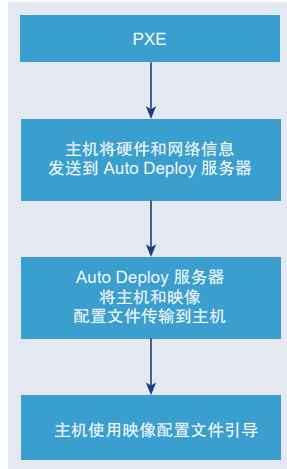 PXE
主机将硬件和网络信息
发送到 Auto Deploy 服务器
Auto Deploy 服务器
将主机和映像
配置文件传输到主机
主机使用映像配置文件引导